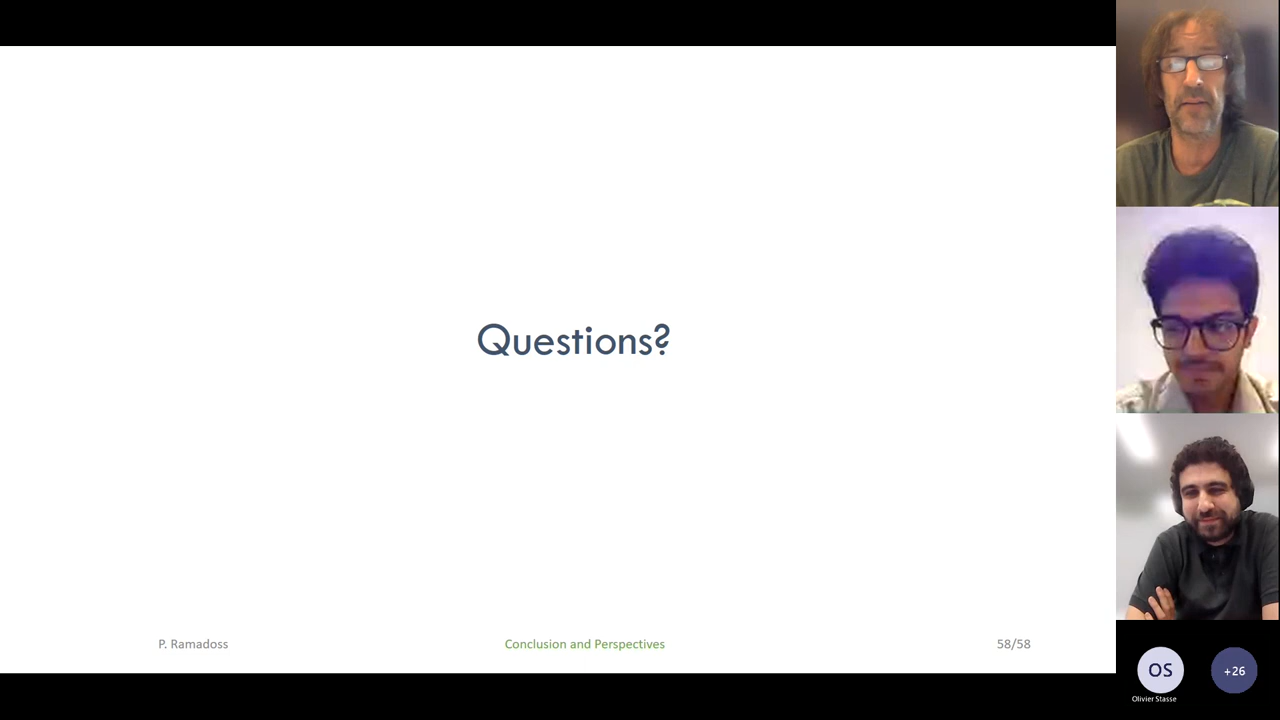 Questions?
P. Ramadoss
Conclusion and Perspectives
58/58
OS
+26
Olivier Stasse